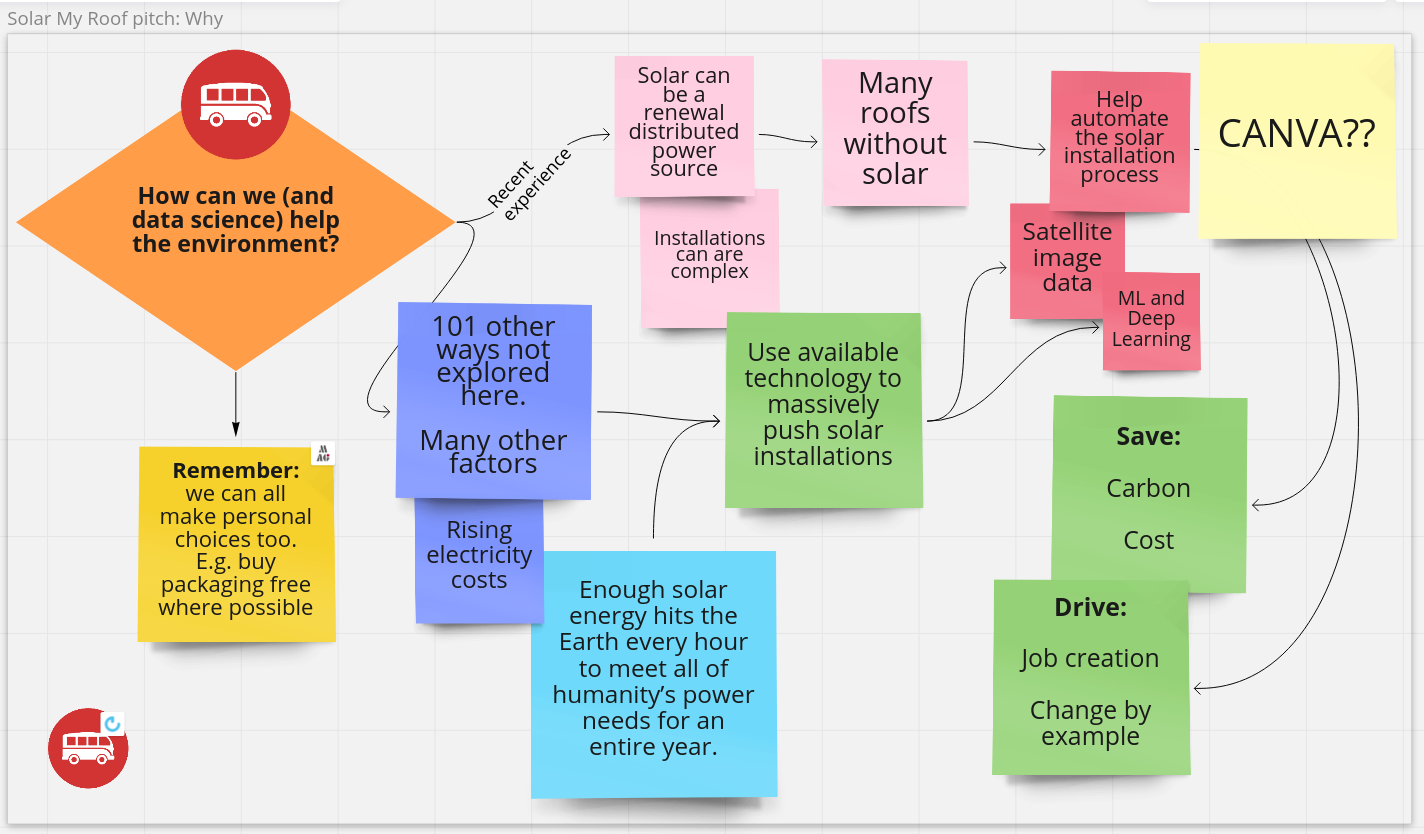 Solar My Roof pitch: Why
How can we (and
data science) help
the environment?
Recent
experience
Solar can
be a
renewal
distributed
power
source
Installations
can are
complex
Many
roofs
without
solar
Help
automate
the solar
installation
process
CANVA??
Satellite
image
data
ML and
Deep
Learning
101 other
ways not
explored
here.
Many other
factors
Rising
electricity
costs
Use available
technology to
massively
push solar
installations
Enough solar
energy hits the
Earth every hour
to meet all of
humanity’s power
needs for an
entire year.
Remember:
we can all
make personal
choices too.
E.g. buy
packaging free
where possible
M
AG
Save:
Carbon
Cost
Drive:
Job creation
Change by
example